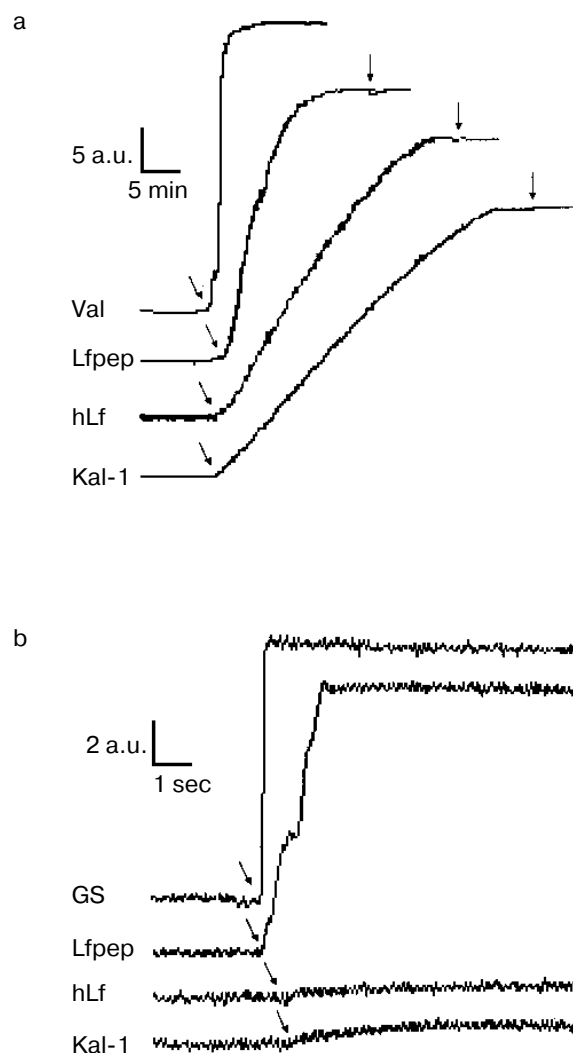 a
5 a.u.
5 min
Val
Lfpep
hLf
Kal-1
b
2 a.u.
1 sec
GS
Lfpep
hLf
Kal-1